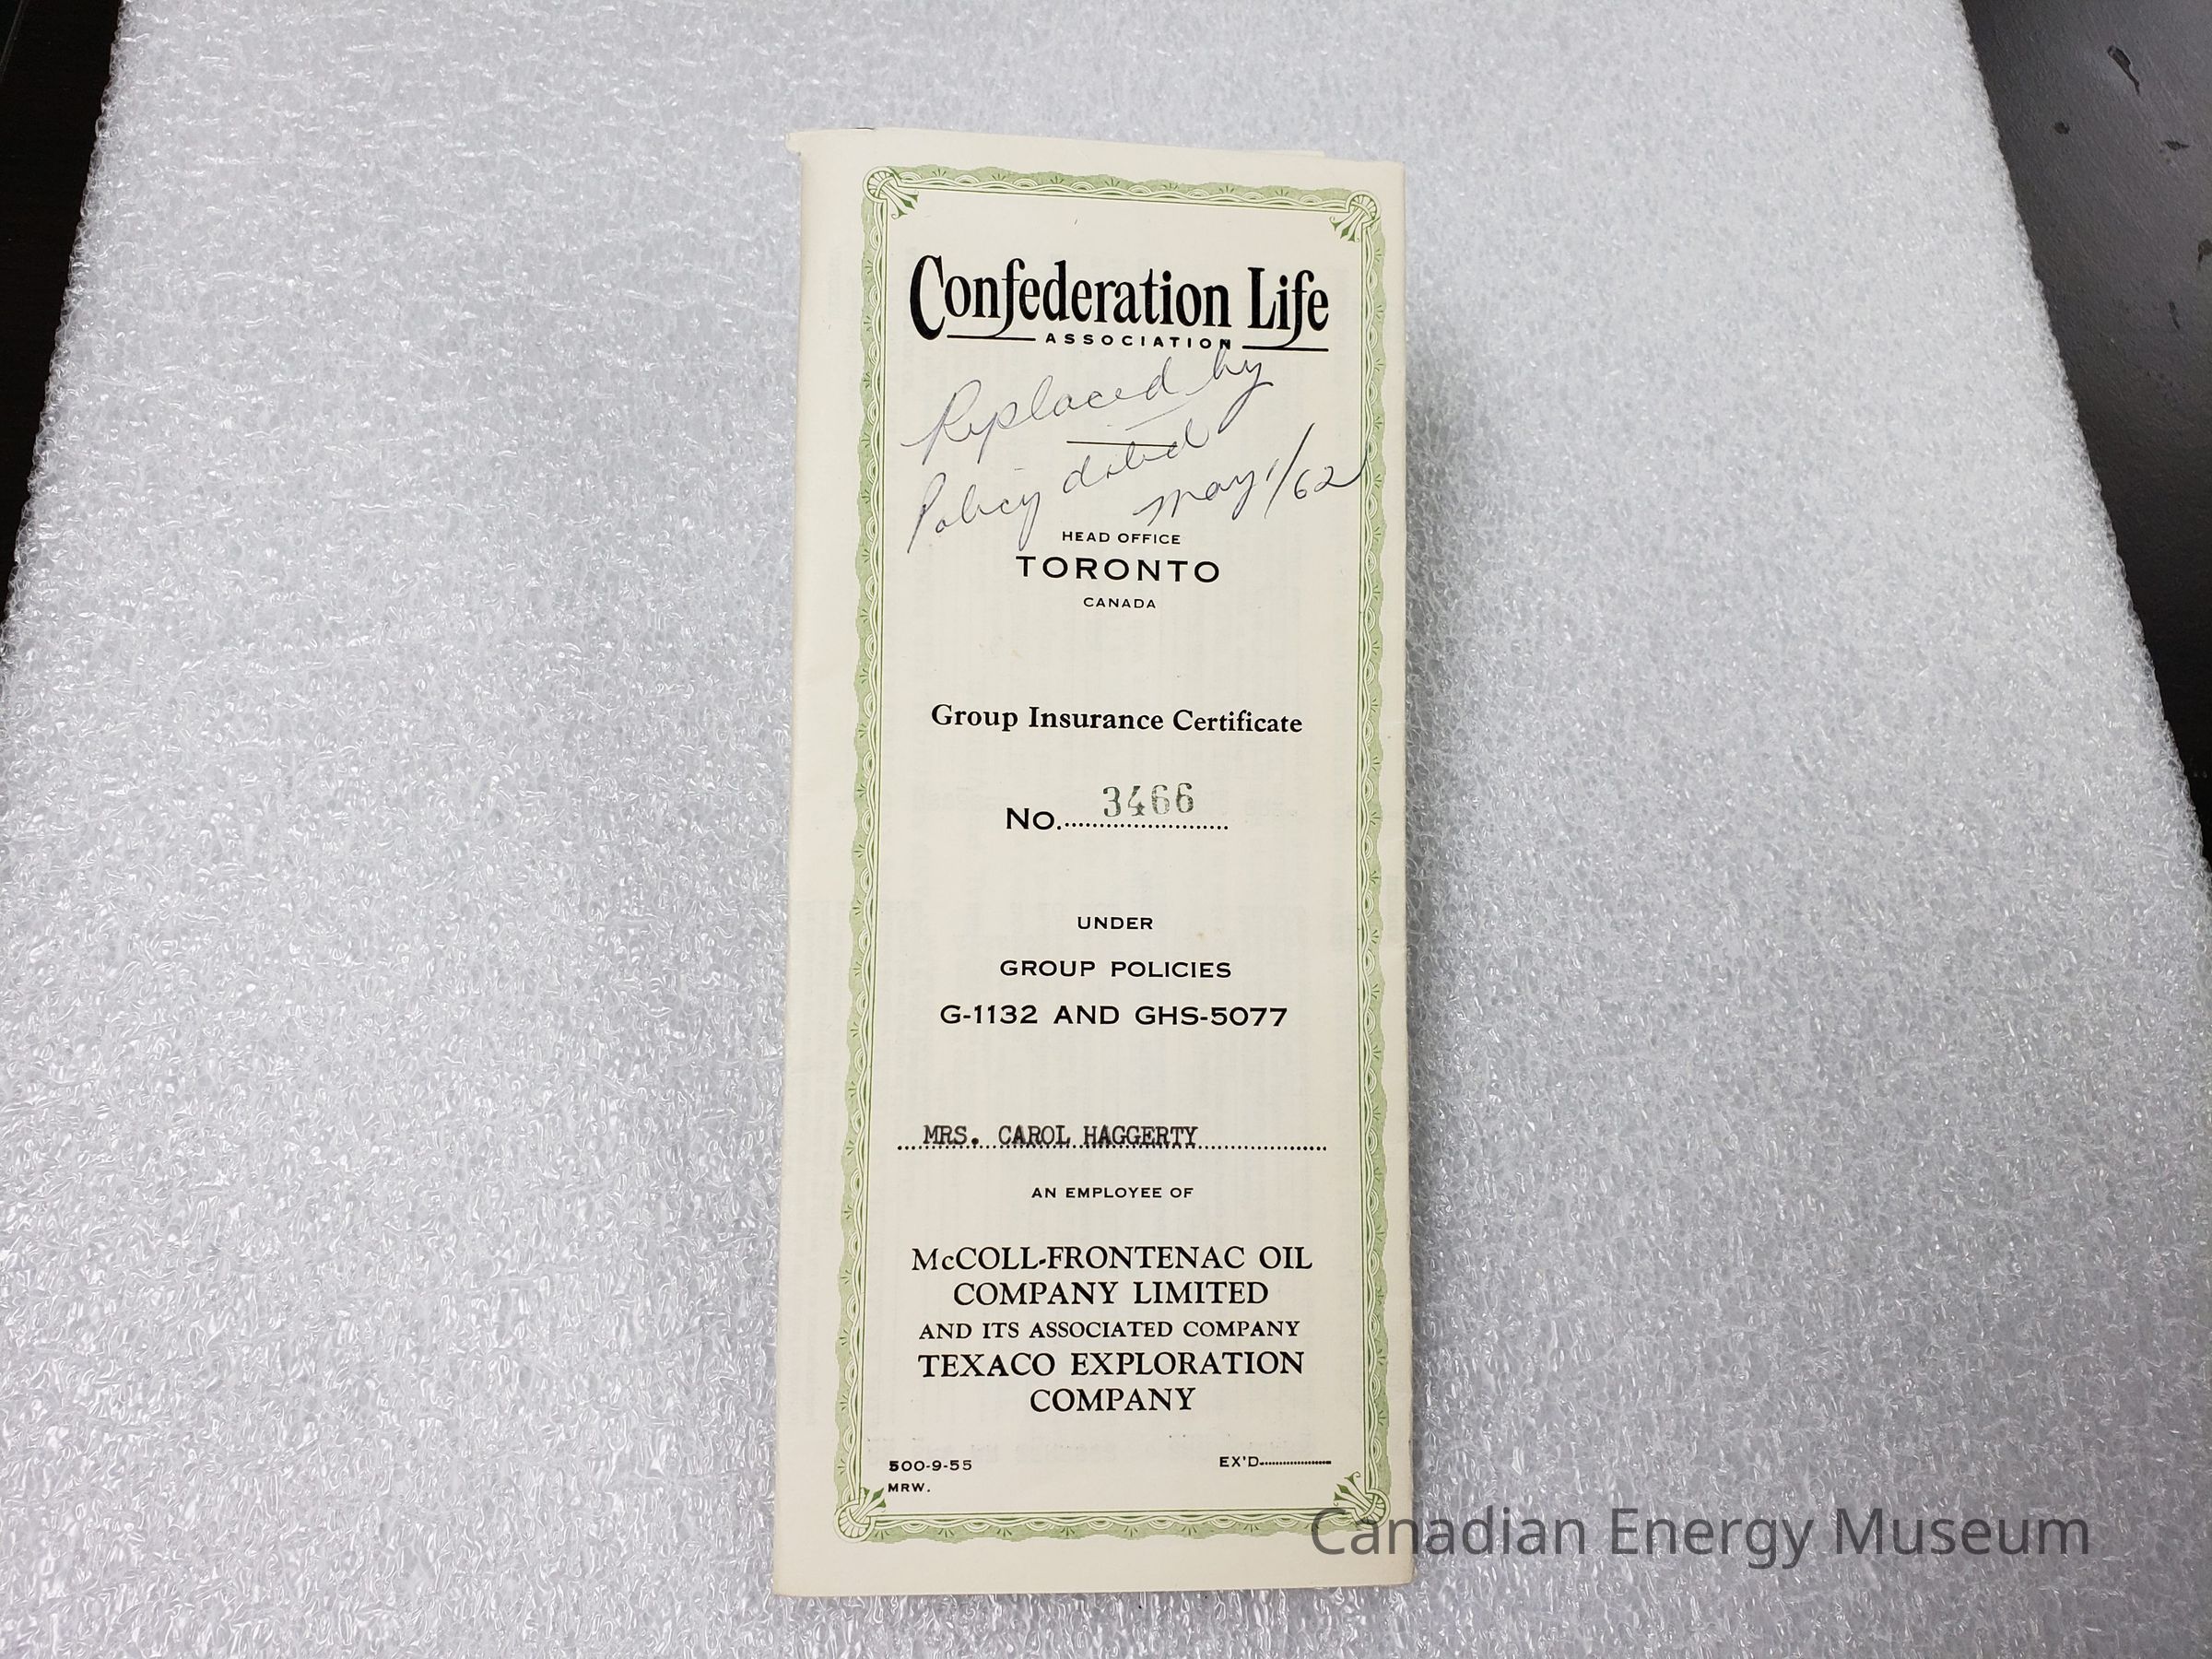 Confederation Life
ASSOCIATION
Replaced by
Policy dated
May 1/62
HEAD OFFICE
TORONTO
CANADA
Group Insurance Certificate
No. 3466
UNDER
GROUP POLICIES
G-1132 AND GHS-5077
MRS. CAROL HAGGERTY
AN EMPLOYEE OF
McCOLL-FRONTENAC OIL
COMPANY LIMITED
AND ITS ASSOCIATED COMPANY
TEXACO EXPLORATION
COMPANY
500-9-55 EX'D
MRW.
Canadian Energy Museum